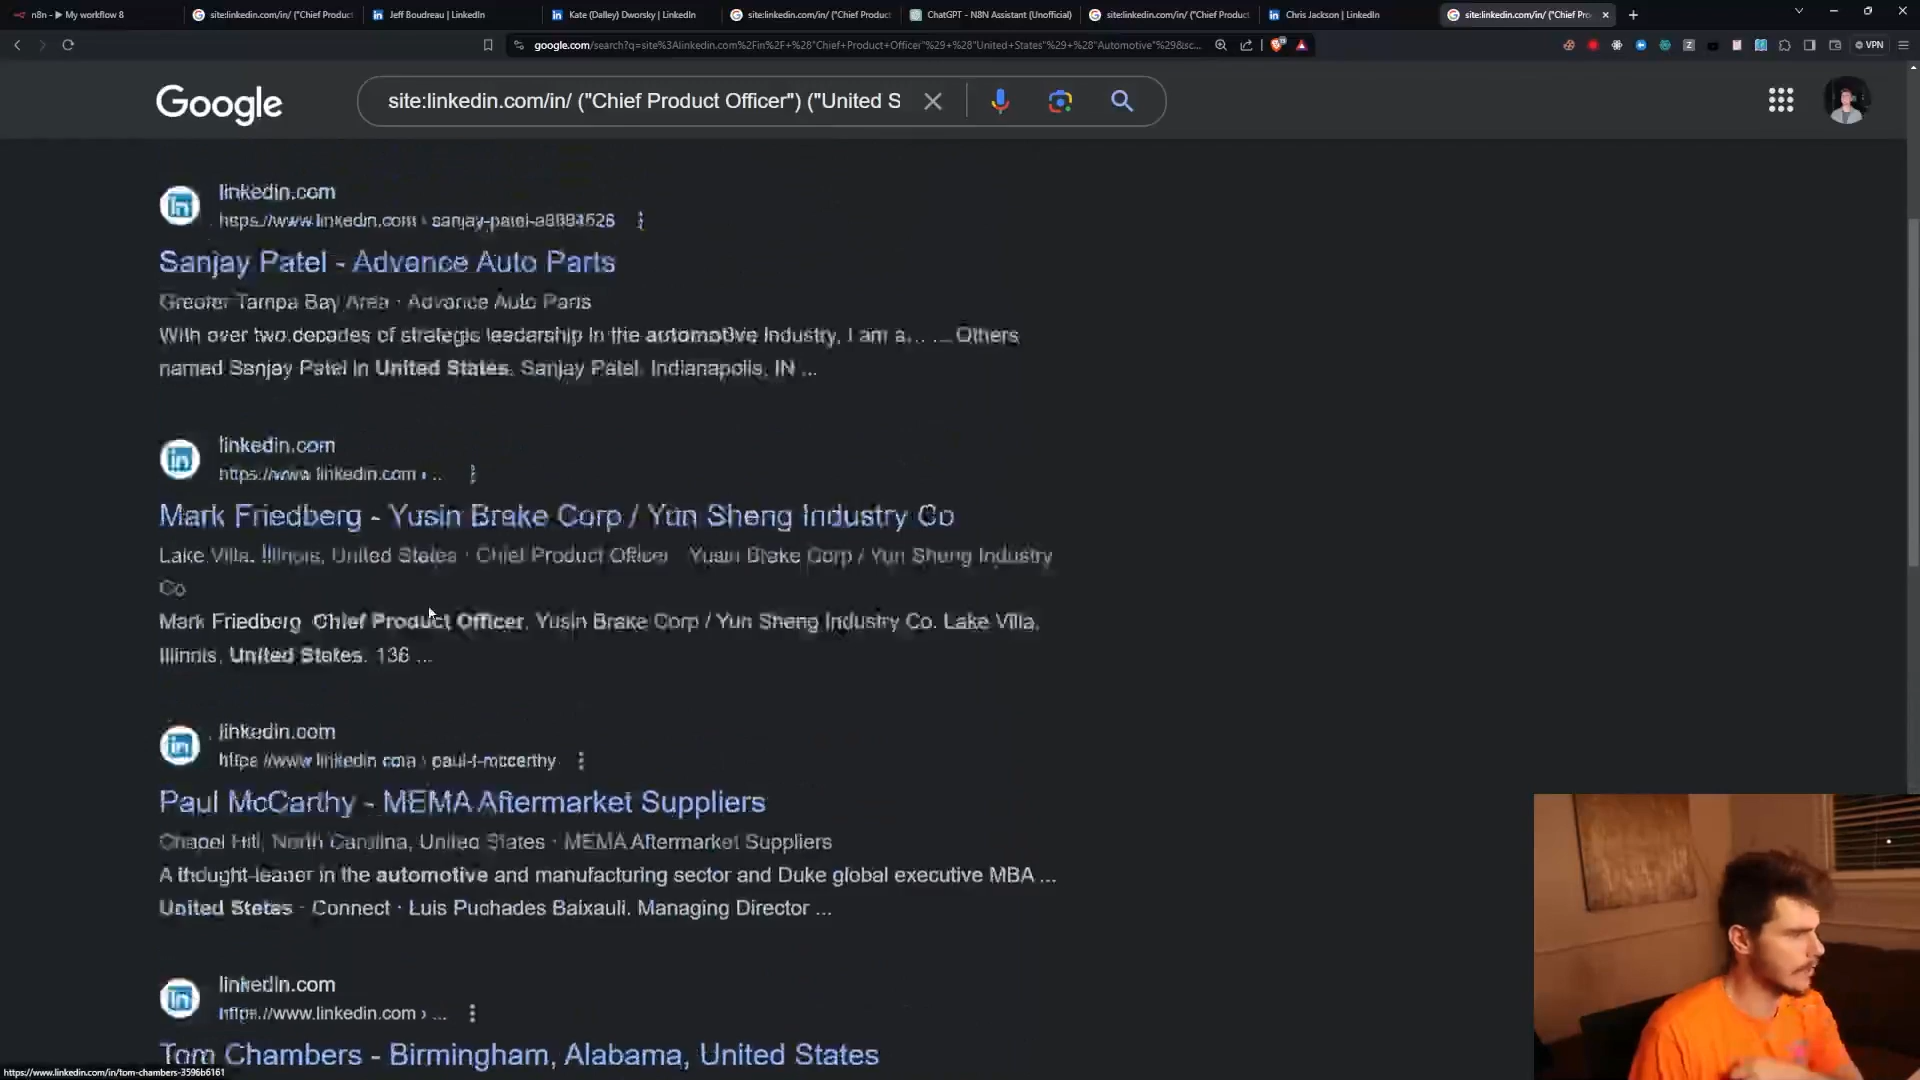 n8n - ▶ My workflow 8
site:linkedin.com/in/ ("Chief Product
Jeff Boudreau | LinkedIn
Kate (Dalley) Dworsky | LinkedIn
site:linkedin.com/in/ ("Chief Product
ChatGPT - N8N Assistant (Unofficial)
site:linkedin.com/in/ ("Chief Product
Chris Jackson | LinkedIn
site:linkedin.com/in/ ("Chief Pro
google.com/search?q=site%3Alinkedin.com%2Fin%2F+%28"Chief+Product+Officer"%29+%28"United+States"%29+%28"Automotive"%29&sc...
VPN
Google
site:linkedin.com/in/ ("Chief Product Officer") ("United S
linkedin.com
https://www.linkedin.com ›
Sanjay Patel - Advance Auto Parts
Greater Tampa Bay Area · Advance Auto Parts
With over two decades of strategic leadership in the automotive industry, I am a... ... Others
named Sanjay Patel in United States. Sanjay Patel. Indianapolis, IN ...
linkedin.com
https://www.linkedin.com › ...
Mark Friedberg - Yusin Brake Corp / Yun Sheng Industry Co
Lake Villa, Illinois, United States · Chief Product Officer · Yusin Brake Corp / Yun Sheng Industry
Co
Mark Friedberg. Chief Product Officer, Yusin Brake Corp / Yun Sheng Industry Co. Lake Villa,
Illinois, United States. 136 ...
linkedin.com
https://www.linkedin.com › paul-t-mccarthy
Paul McCarthy - MEMA Aftermarket Suppliers
Chapel Hill, North Carolina, United States · MEMA Aftermarket Suppliers
A thought-leader in the automotive and manufacturing sector and Duke global executive MBA ...
United States · Connect · Luis Puchades Baixauli. Managing Director ...
linkedin.com
https://www.linkedin.com › ...
Tom Chambers - Birmingham, Alabama, United States
https://www.linkedin.com/in/tom-chambers-3596b6161